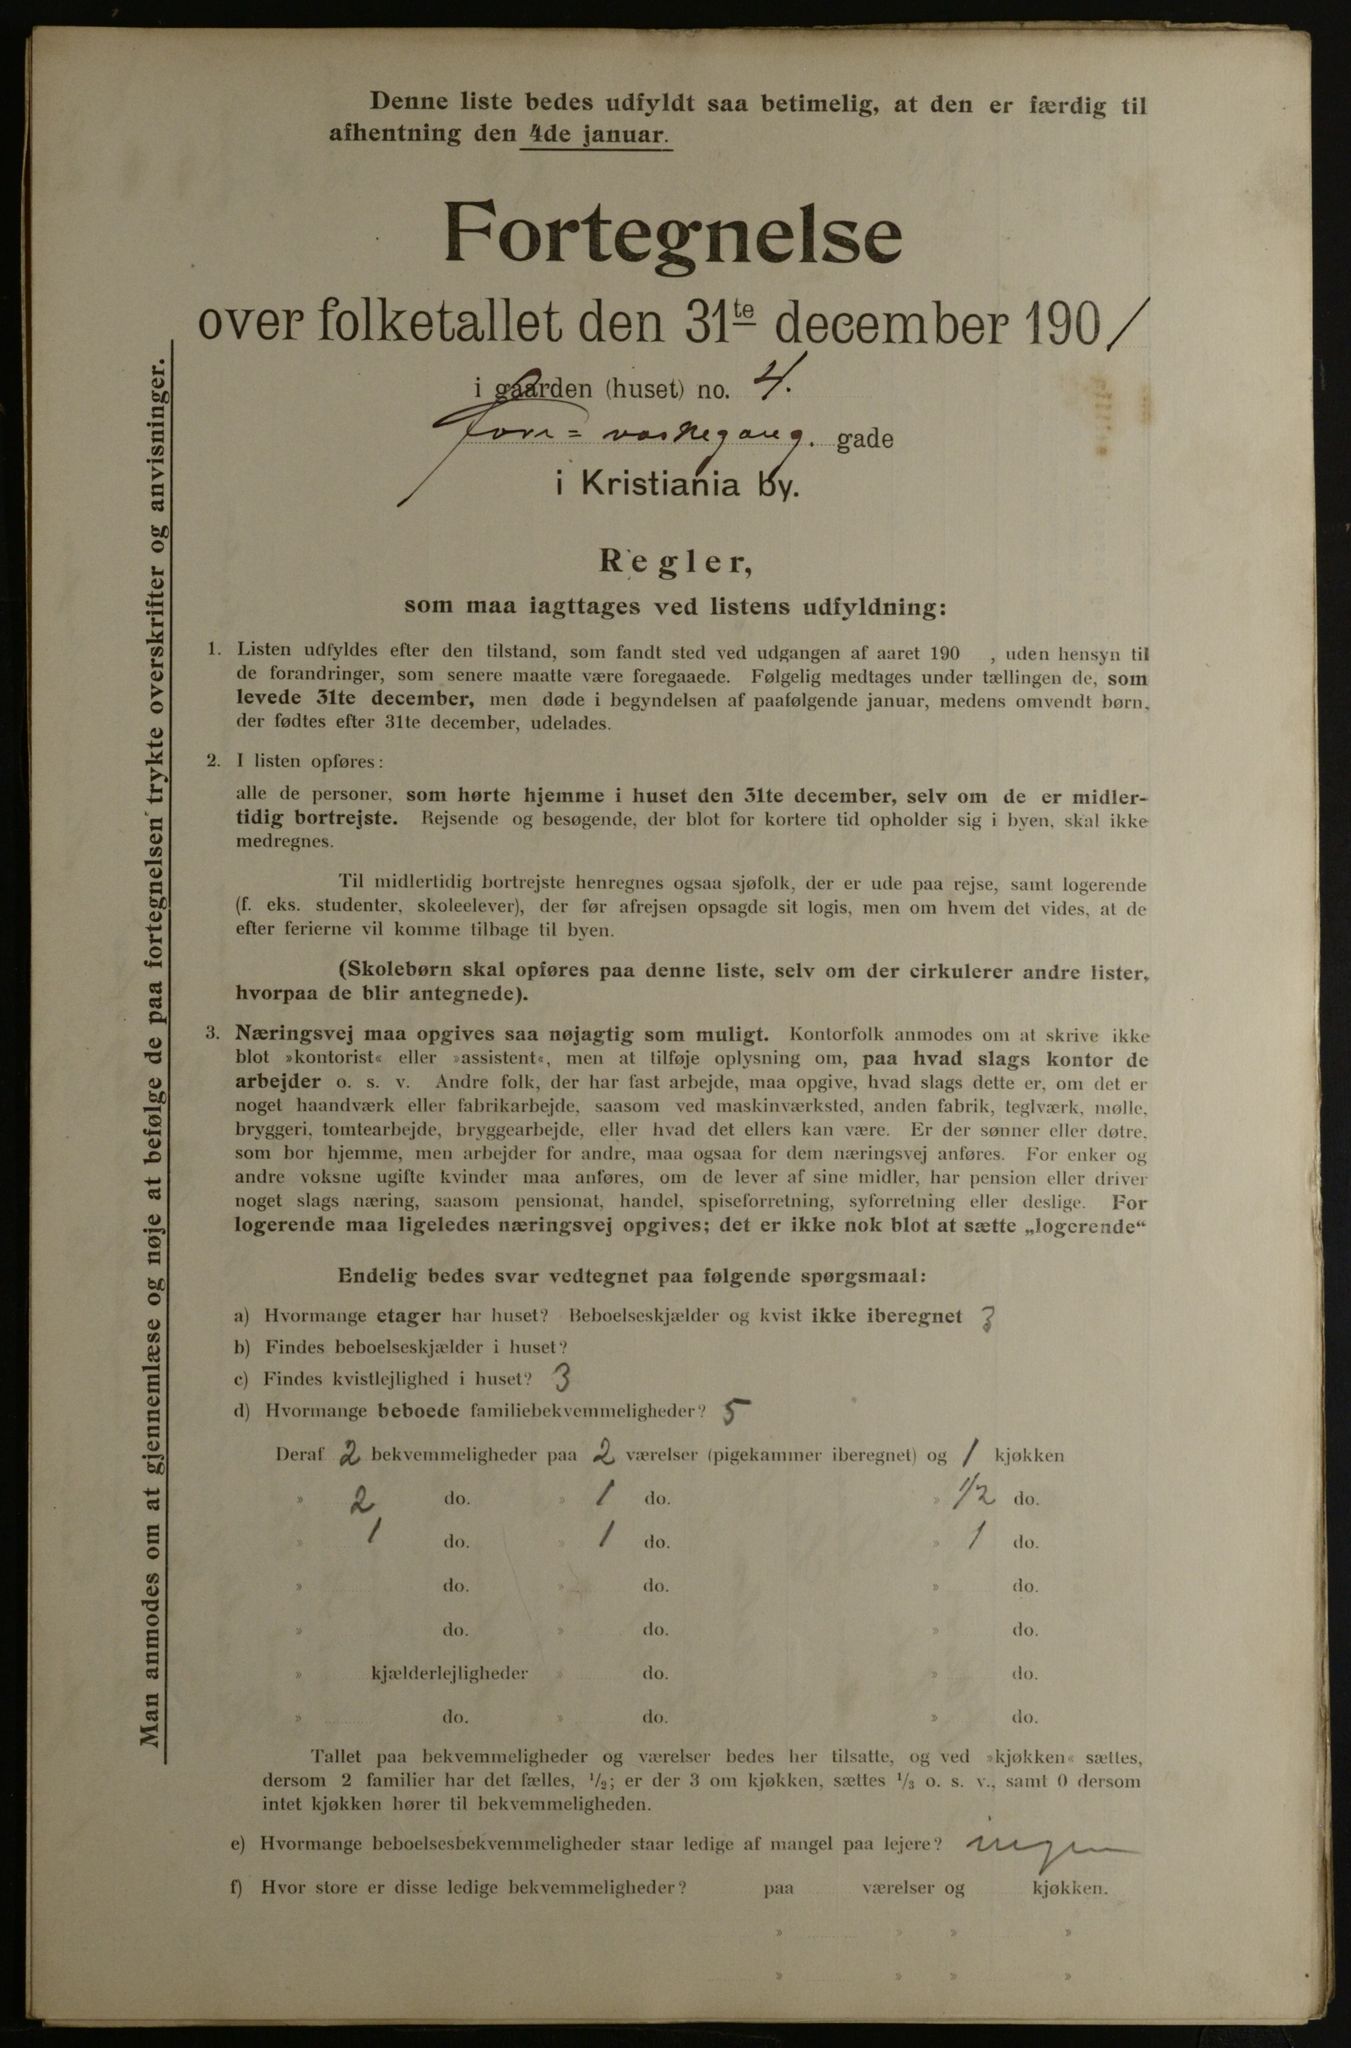 Denne liste bedes udfyldt saa betimelig, at den er færdig til
afhentning den 4de januar.
Fortegnelse
over folketallet den 31te december 1901
i gaarden (huset) no. 4.
gade
i Kristiania by.
Regler,
som maa iagttages ved listens udfyldning:
1. Listen udfyldes efter den tilstand, som fandt sted ved udgangen af aaret 190 , uden hensyn til
de forandringer, som senere maatte være foregaaede. Følgelig medtages under tællingen de, som
levede 31te december, men døde i begyndelsen af paafølgende januar, medens omvendt børn,
der fødtes efter 31te december, udelades.
2. I listen opføres:
alle de personer, som hørte hjemme i huset den 31te december, selv om de er midler-
tidig bortrejste. Rejsende og besøgende, der blot for kortere tid opholder sig i byen, skal ikke
medregnes.
Til midlertidig bortrejste henregnes ogsaa sjøfolk, der er ude paa rejse, samt logerende
(f. eks. studenter, skoleelever), der før afrejsen opsagde sit logis, men om hvem det vides, at de
efter ferierne vil komme tilbage til byen.
(Skolebørn skal opføres paa denne liste, selv om der cirkulerer andre lister,
hvorpaa de blir antegnede).
3. Næringsvej maa opgives saa nøjagtig som muligt. Kontorfolk anmodes om at skrive ikke
blot »kontorist« eller »assistent«, men at tilføje oplysning om, paa hvad slags kontor de
arbejder o. s. v. Andre folk, der har fast arbejde, maa opgive, hvad slags dette er, om det er
noget haandværk eller fabrikarbejde, saasom ved maskinværksted, anden fabrik, teglværk, mølle,
bryggeri, tomtearbejde, bryggearbejde, eller hvad det ellers kan være. Er der sønner eller døtre,
som bor hjemme, men arbejder for andre, maa ogsaa for dem næringsvej anføres. For enker og
andre voksne ugifte kvinder maa anføres, om de lever af sine midler, har pension eller driver
noget slags næring, saasom pensionat, handel, spiseforretning, syforretning eller deslige. For
logerende maa ligeledes næringsvej opgives; det er ikke nok blot at sætte „logerende“
Endelig bedes svar vedtegnet paa følgende spørgsmaal:
a) Hvormange etager har huset? Beboelseskjælder og kvist ikke iberegnet 3
b) Findes beboelseskjælder i huset?
c) Findes kvistlejlighed i huset? 3
d) Hvormange beboede familiebekvemmeligheder? 5
Deraf 2 bekvemmeligheder paa 2 værelser (pigekammer iberegnet) og 1 kjøkken
» 2 do. » 1 do. » 1/2 do.
» 1 do. » 1 do. » 1 do.
» do. » do. » do.
» do. » do. » do.
» kjælderlejligheder » do. » do.
» do. » do. » do.
Tallet paa bekvemmeligheder og værelser bedes her tilsatte, og ved »kjøkken« sættes,
dersom 2 familier har det fælles, 1/2; er der 3 om kjøkken, sættes 1/3 o. s. v., samt 0 dersom
intet kjøkken hører til bekvemmeligheden.
e) Hvormange beboelsesbekvemmeligheder staar ledige af mangel paa lejere? ingen
f) Hvor store er disse ledige bekvemmeligheder? paa værelser og kjøkken.
» » » »
» » » »
Man anmodes om at gjennemlæse og nøje at befølge de paa fortegnelsen trykte overskrifter og anvisninger.